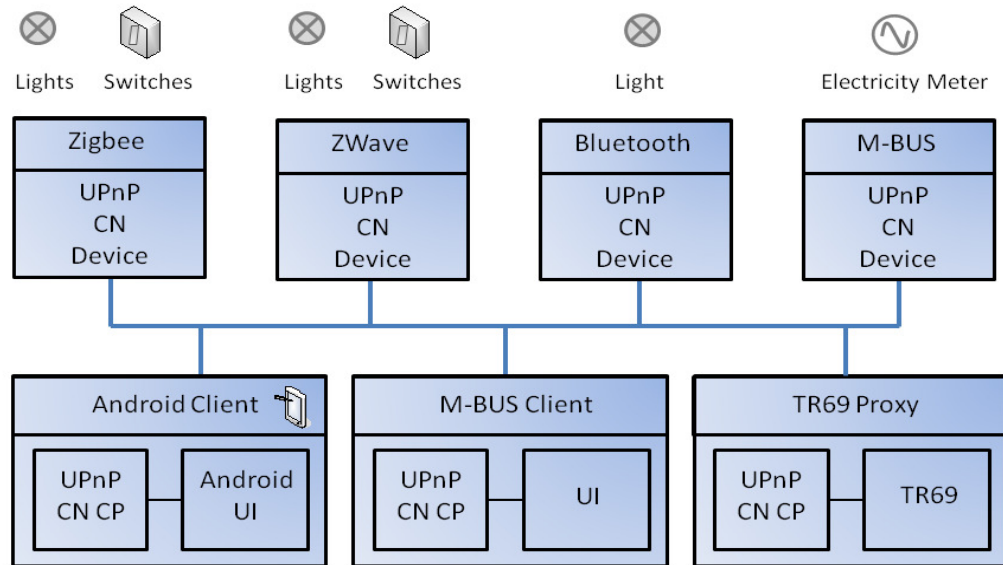 Lights Switches Lights Switches Light Electricity Meter
Zigbee ZWave Bluetooth M-BUS
UPnP UPnP UPnP UPnP
CN CN CN CN
Device Device Device Device
Android Client M-BUS Client TR69 Proxy
UPnP Android UPnP UI UPnP TR69
CN CP UI CN CP CN CP